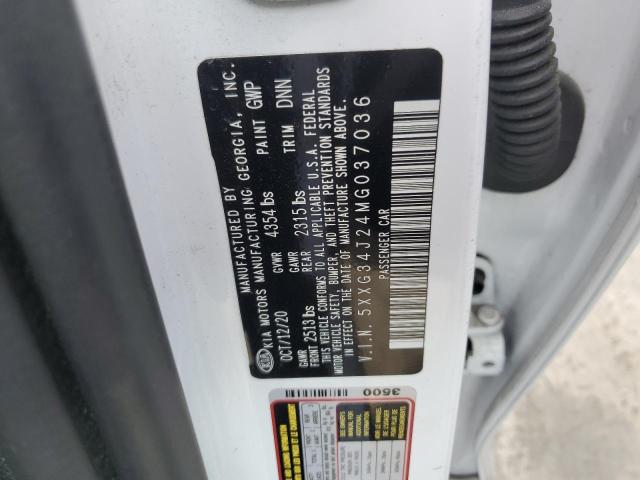 MANUFACTURED BY
KIA MOTORS MANUFACTURING GEORGIA, INC.
OCT/12/20 GVWR 4354 lbs PAINT GWP
GAWR FRONT 2513 lbs GAWR REAR 2315 lbs TRIM DNN
THIS VEHICLE CONFORMS TO ALL APPLICABLE U.S.A. FEDERAL
MOTOR VEHICLE SAFETY, BUMPER, AND THEFT PREVENTION STANDARDS
IN EFFECT ON THE DATE OF MANUFACTURE SHOWN ABOVE.
V.I.N. 5XXG34J24MG037036
PASSENGER CAR
3500